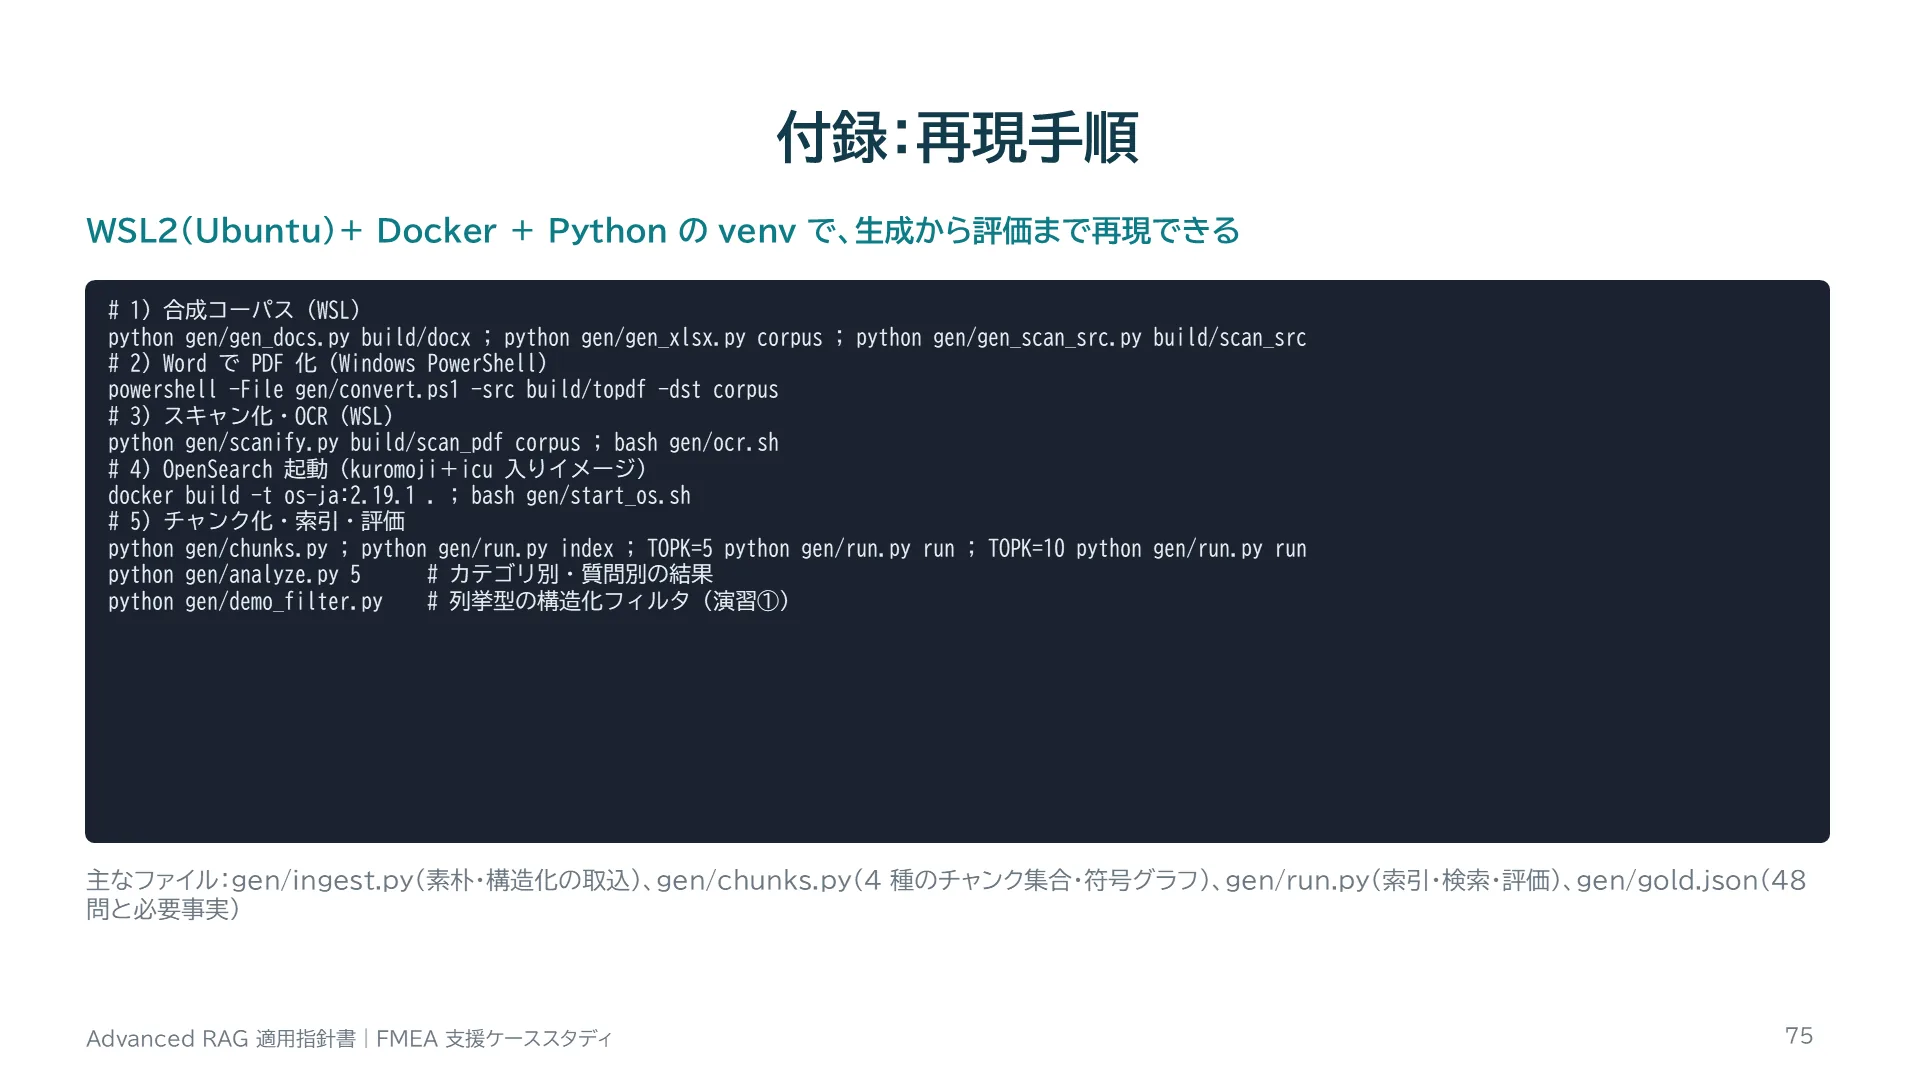 付録：再現手順
WSL2（Ubuntu）＋ Docker ＋ Python の venv で、生成から評価まで再現できる
# 1) 合成コーパス（WSL）
python gen/gen_docs.py build/docx ; python gen/gen_xlsx.py corpus ; python gen/gen_scan_src.py build/scan_src
# 2) Word で PDF 化（Windows PowerShell）
powershell -File gen/convert.ps1 -src build/topdf -dst corpus
# 3) スキャン化・OCR（WSL）
python gen/scanify.py build/scan_pdf corpus ; bash gen/ocr.sh
# 4) OpenSearch 起動（kuromoji＋icu 入りイメージ）
docker build -t os-ja:2.19.1 . ; bash gen/start_os.sh
# 5) チャンク化・索引・評価
python gen/chunks.py ; python gen/run.py index ; TOPK=5 python gen/run.py run ; TOPK=10 python gen/run.py run
python gen/analyze.py 5      # カテゴリ別・質問別の結果
python gen/demo_filter.py    # 列挙型の構造化フィルタ（演習①）
主なファイル：gen/ingest.py（素朴・構造化の取込）、gen/chunks.py（4 種のチャンク集合・符号グラフ）、gen/run.py（索引・検索・評価）、gen/gold.json（48
問と必要事実）
Advanced RAG 適用指針書｜FMEA 支援ケーススタディ
75